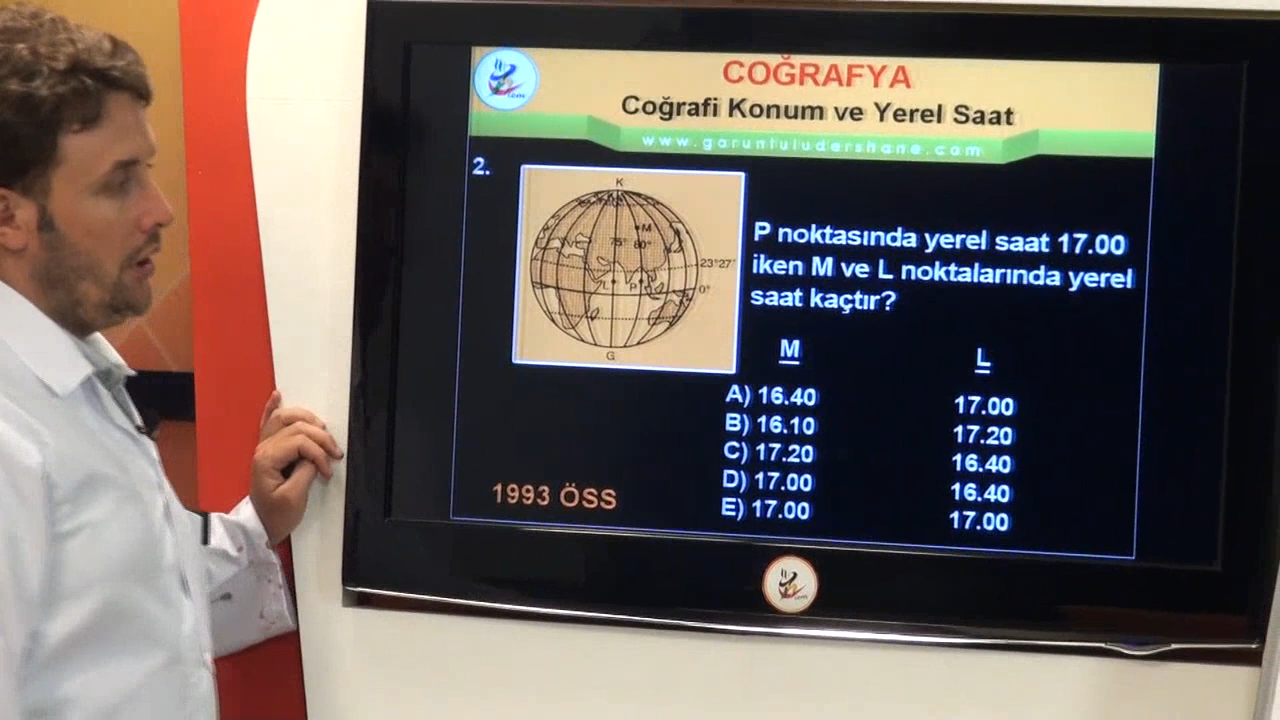 COĞRAFYA
Coğrafi Konum ve Yerel Saat
www.goruntuludershane.com
2.
K
M
75° 80°
23°27'
L P
0°
G
P noktasında yerel saat 17.00
iken M ve L noktalarında yerel
saat kaçtır?
M L
A) 16.40 17.00
B) 16.10 17.20
C) 17.20 16.40
D) 17.00 16.40
E) 17.00 17.00
1993 ÖSS